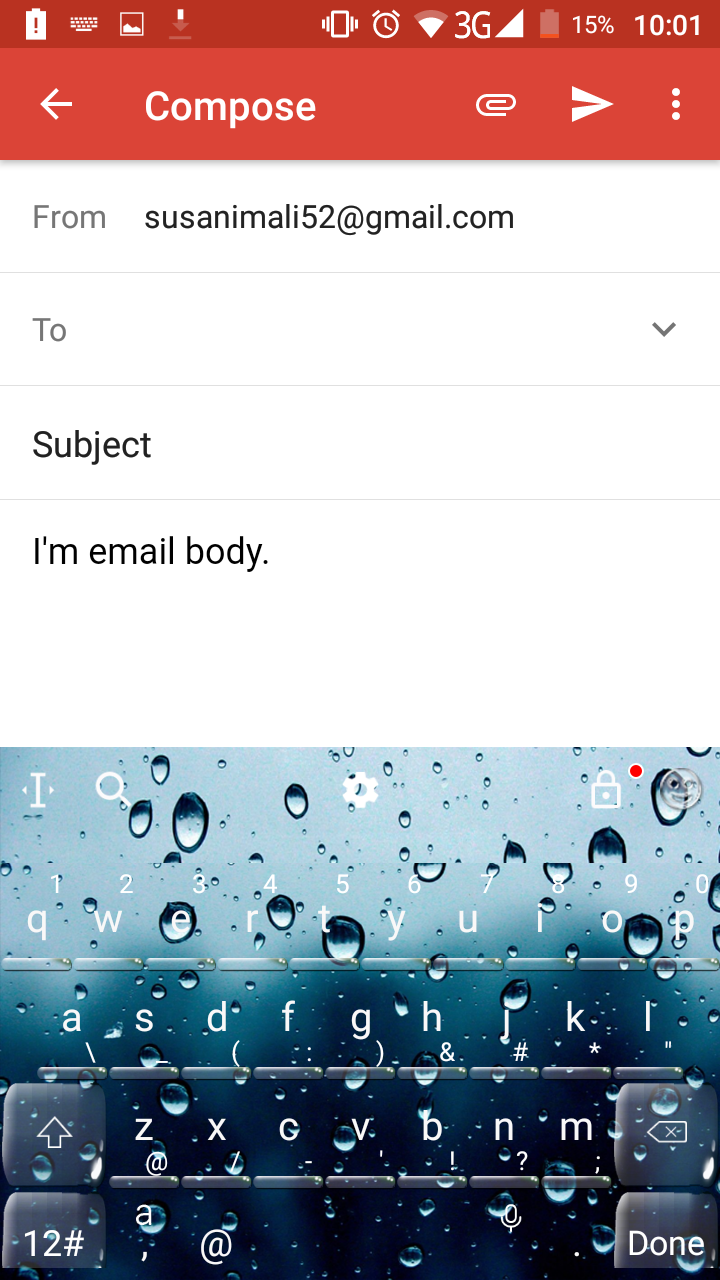 3G 15% 10:01
Compose
From susanimali52@gmail.com
To
Subject
I'm email body.
1 2 3 4 5 6 7 8 9 0
q w e r t y u i o p
a s d f g h j k l
\ _ ( : ) & # * "
z x c v b n m
@ / - ' ! ? ;
a
12# , @ . Done